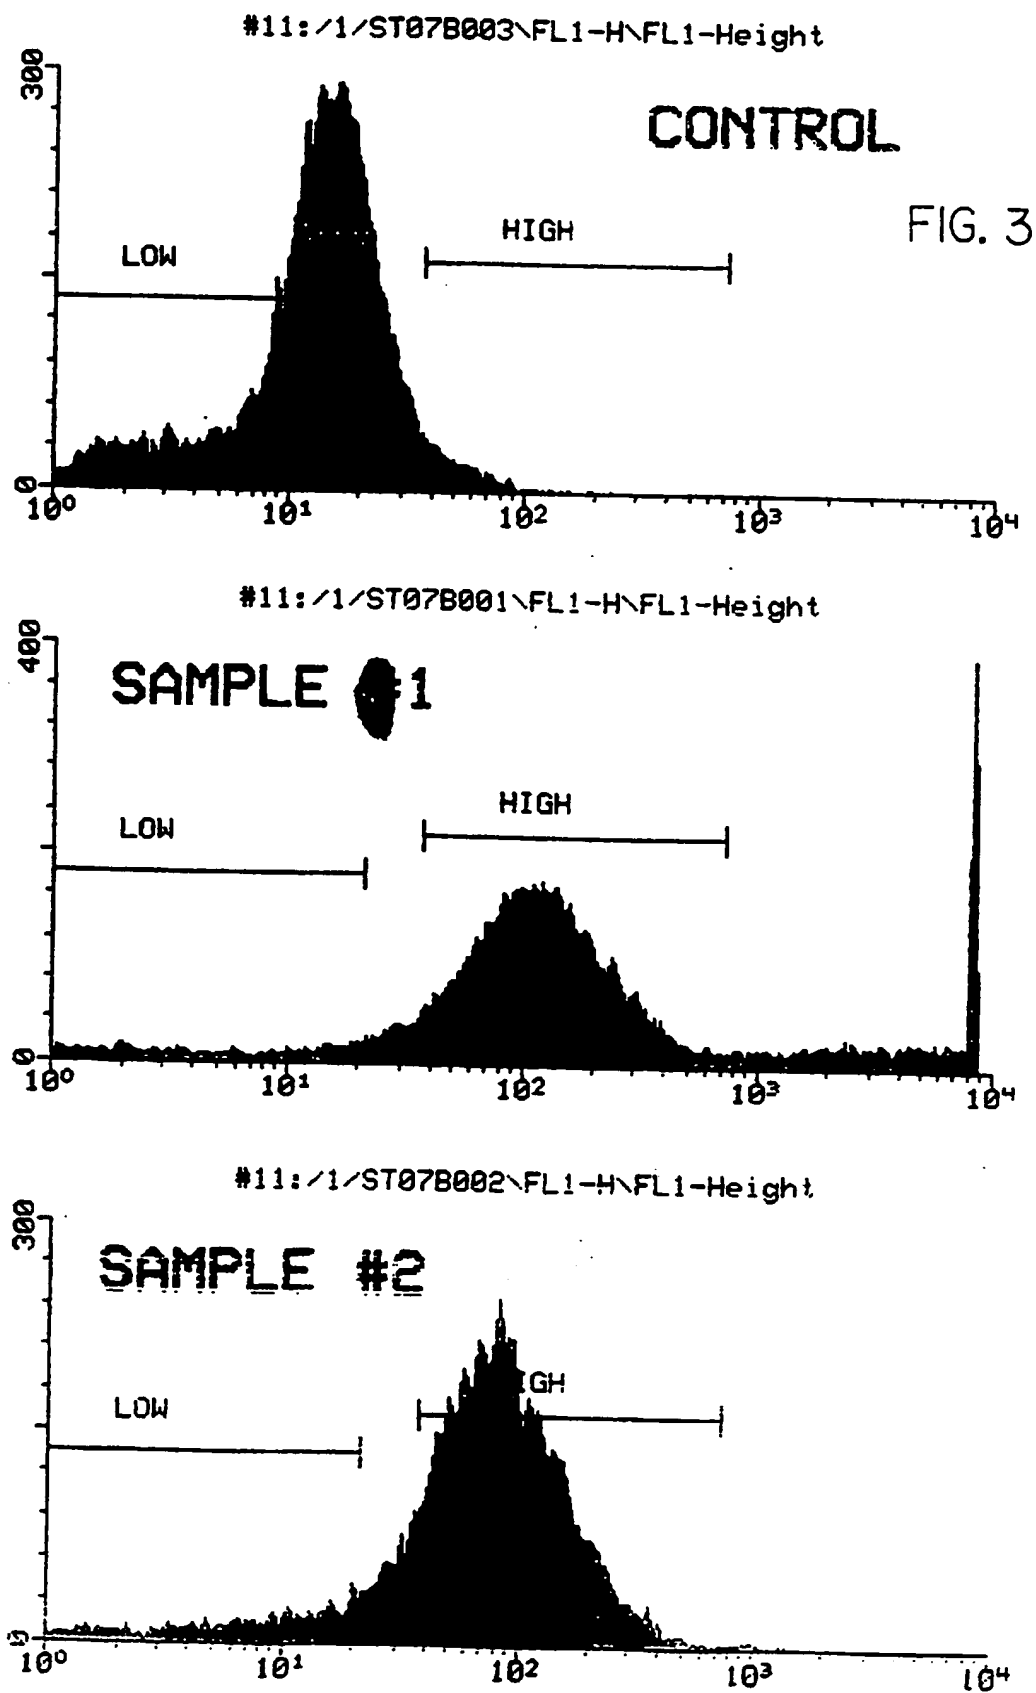 #11:/1/ST07B003\FL1-H\FL1-Height
300
CONTROL
FIG. 3
HIGH
LOW
0
10⁰ 10¹ 10² 10³ 10⁴
#11:/1/ST07B001\FL1-H\FL1-Height
400
SAMPLE #1
HIGH
LOW
0
10⁰ 10¹ 10² 10³ 10⁴
#11:/1/ST07B002\FL1-H\FL1-Height
300
SAMPLE #2
IGH
LOW
0
10⁰ 10¹ 10² 10³ 10⁴